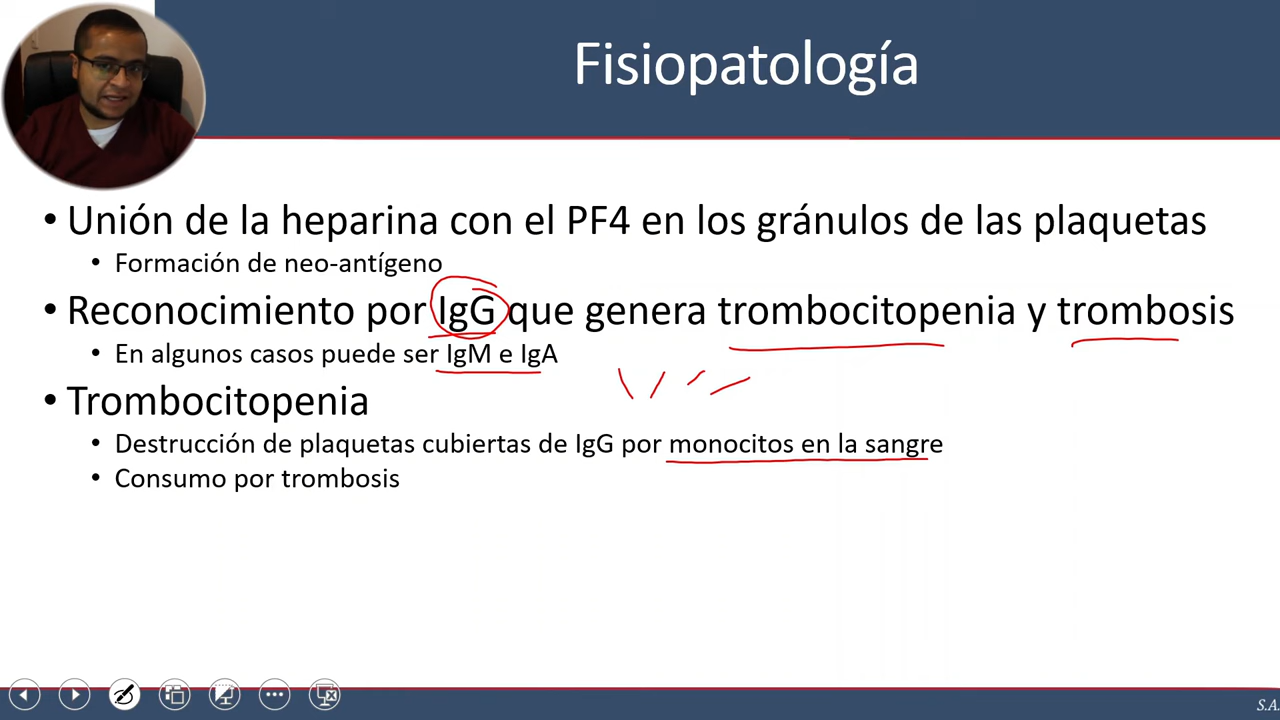 Fisiopatología
• Unión de la heparina con el PF4 en los gránulos de las plaquetas
• Formación de neo-antígeno
• Reconocimiento por IgG que genera trombocitopenia y trombosis
• En algunos casos puede ser IgM e IgA
• Trombocitopenia
• Destrucción de plaquetas cubiertas de IgG por monocitos en la sangre
• Consumo por trombosis
S.A.